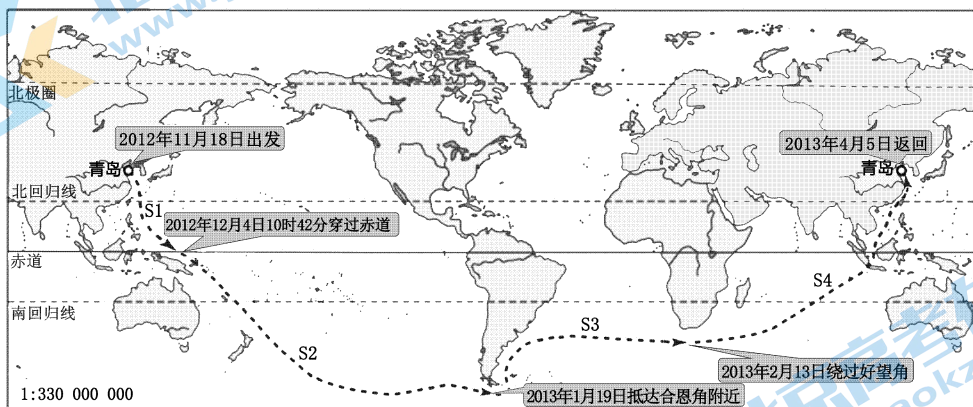 北极圈
2012年11月18日出发
2013年4月5日返回
青岛
青岛
北回归线
S1
2012年12月4日10时42分穿过赤道
赤道
S4
南回归线
S3
S2
2013年2月13日绕过好望角
1:330 000 000
2013年1月19日抵达合恩角附近